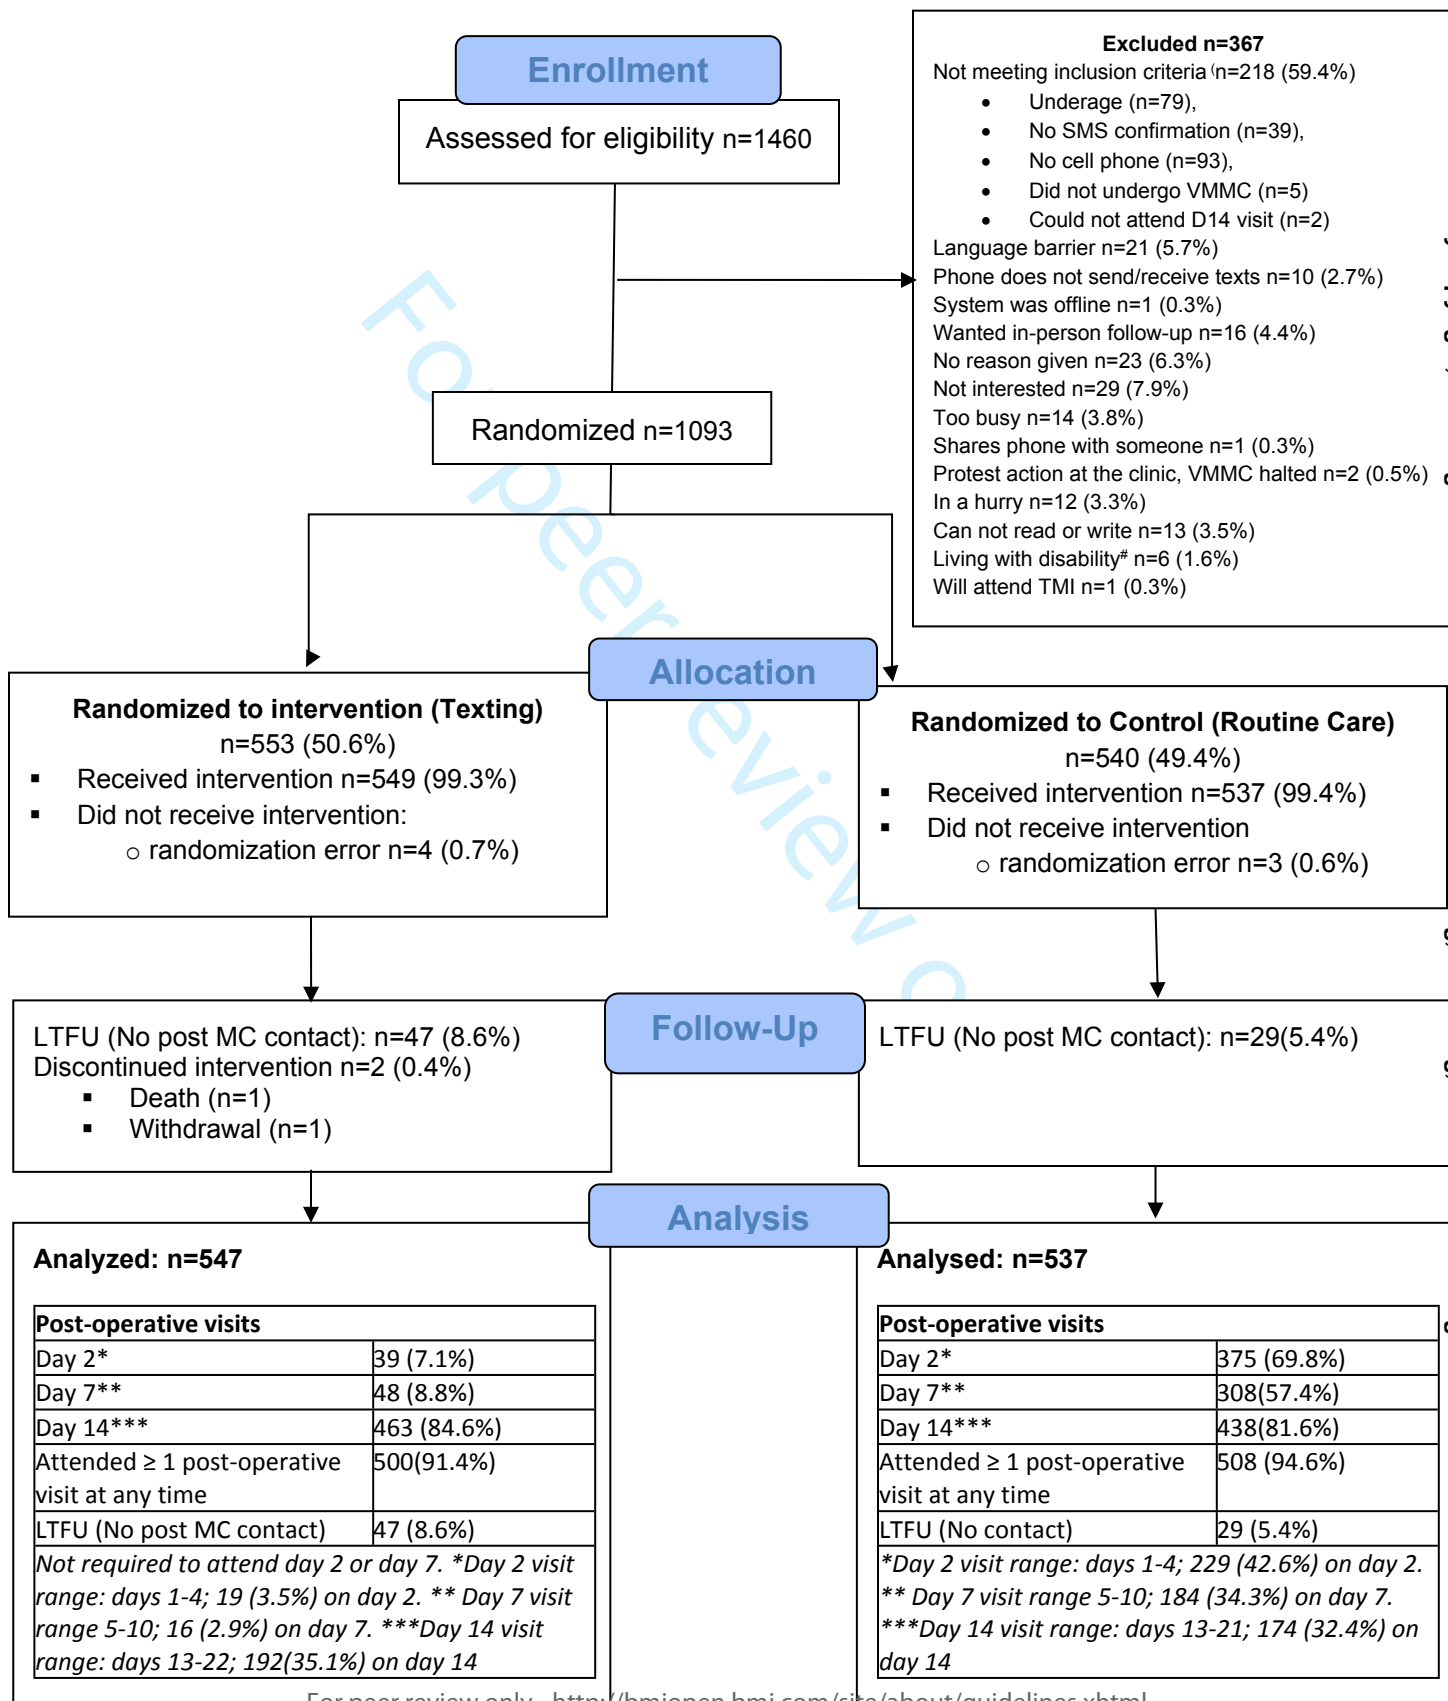 Enrollment
Assessed for eligibility n=1460
Excluded n=367
Not meeting inclusion criteria (n=218 (59.4%)
• Underage (n=79),
• No SMS confirmation (n=39),
• No cell phone (n=93),
• Did not undergo VMMC (n=5)
• Could not attend D14 visit (n=2)
Language barrier n=21 (5.7%)
Phone does not send/receive texts n=10 (2.7%)
System was offline n=1 (0.3%)
Wanted in-person follow-up n=16 (4.4%)
No reason given n=23 (6.3%)
Not interested n=29 (7.9%)
Too busy n=14 (3.8%)
Shares phone with someone n=1 (0.3%)
Protest action at the clinic, VMMC halted n=2 (0.5%)
In a hurry n=12 (3.3%)
Can not read or write n=13 (3.5%)
Living with disability# n=6 (1.6%)
Will attend TMI n=1 (0.3%)
Randomized n=1093
Allocation
Randomized to intervention (Texting)
n=553 (50.6%)
▪ Received intervention n=549 (99.3%)
▪ Did not receive intervention:
○ randomization error n=4 (0.7%)
Randomized to Control (Routine Care)
n=540 (49.4%)
▪ Received intervention n=537 (99.4%)
▪ Did not receive intervention
○ randomization error n=3 (0.6%)
Follow-Up
LTFU (No post MC contact): n=47 (8.6%)
Discontinued intervention n=2 (0.4%)
▪ Death (n=1)
▪ Withdrawal (n=1)
LTFU (No post MC contact): n=29(5.4%)
Analysis
Analyzed: n=547
Post-operative visits
Day 2* 39 (7.1%)
Day 7** 48 (8.8%)
Day 14*** 463 (84.6%)
Attended ≥ 1 post-operative 500(91.4%)
visit at any time
LTFU (No post MC contact) 47 (8.6%)
Not required to attend day 2 or day 7. *Day 2 visit
range: days 1-4; 19 (3.5%) on day 2. ** Day 7 visit
range 5-10; 16 (2.9%) on day 7. ***Day 14 visit
range: days 13-22; 192(35.1%) on day 14
Analysed: n=537
Post-operative visits
Day 2* 375 (69.8%)
Day 7** 308(57.4%)
Day 14*** 438(81.6%)
Attended ≥ 1 post-operative 508 (94.6%)
visit at any time
LTFU (No contact) 29 (5.4%)
*Day 2 visit range: days 1-4; 229 (42.6%) on day 2.
** Day 7 visit range 5-10; 184 (34.3%) on day 7.
***Day 14 visit range: days 13-21; 174 (32.4%) on
day 14
For peer review only - http://bmjopen.bmj.com/site/about/guidelines.xhtml
For peer review o